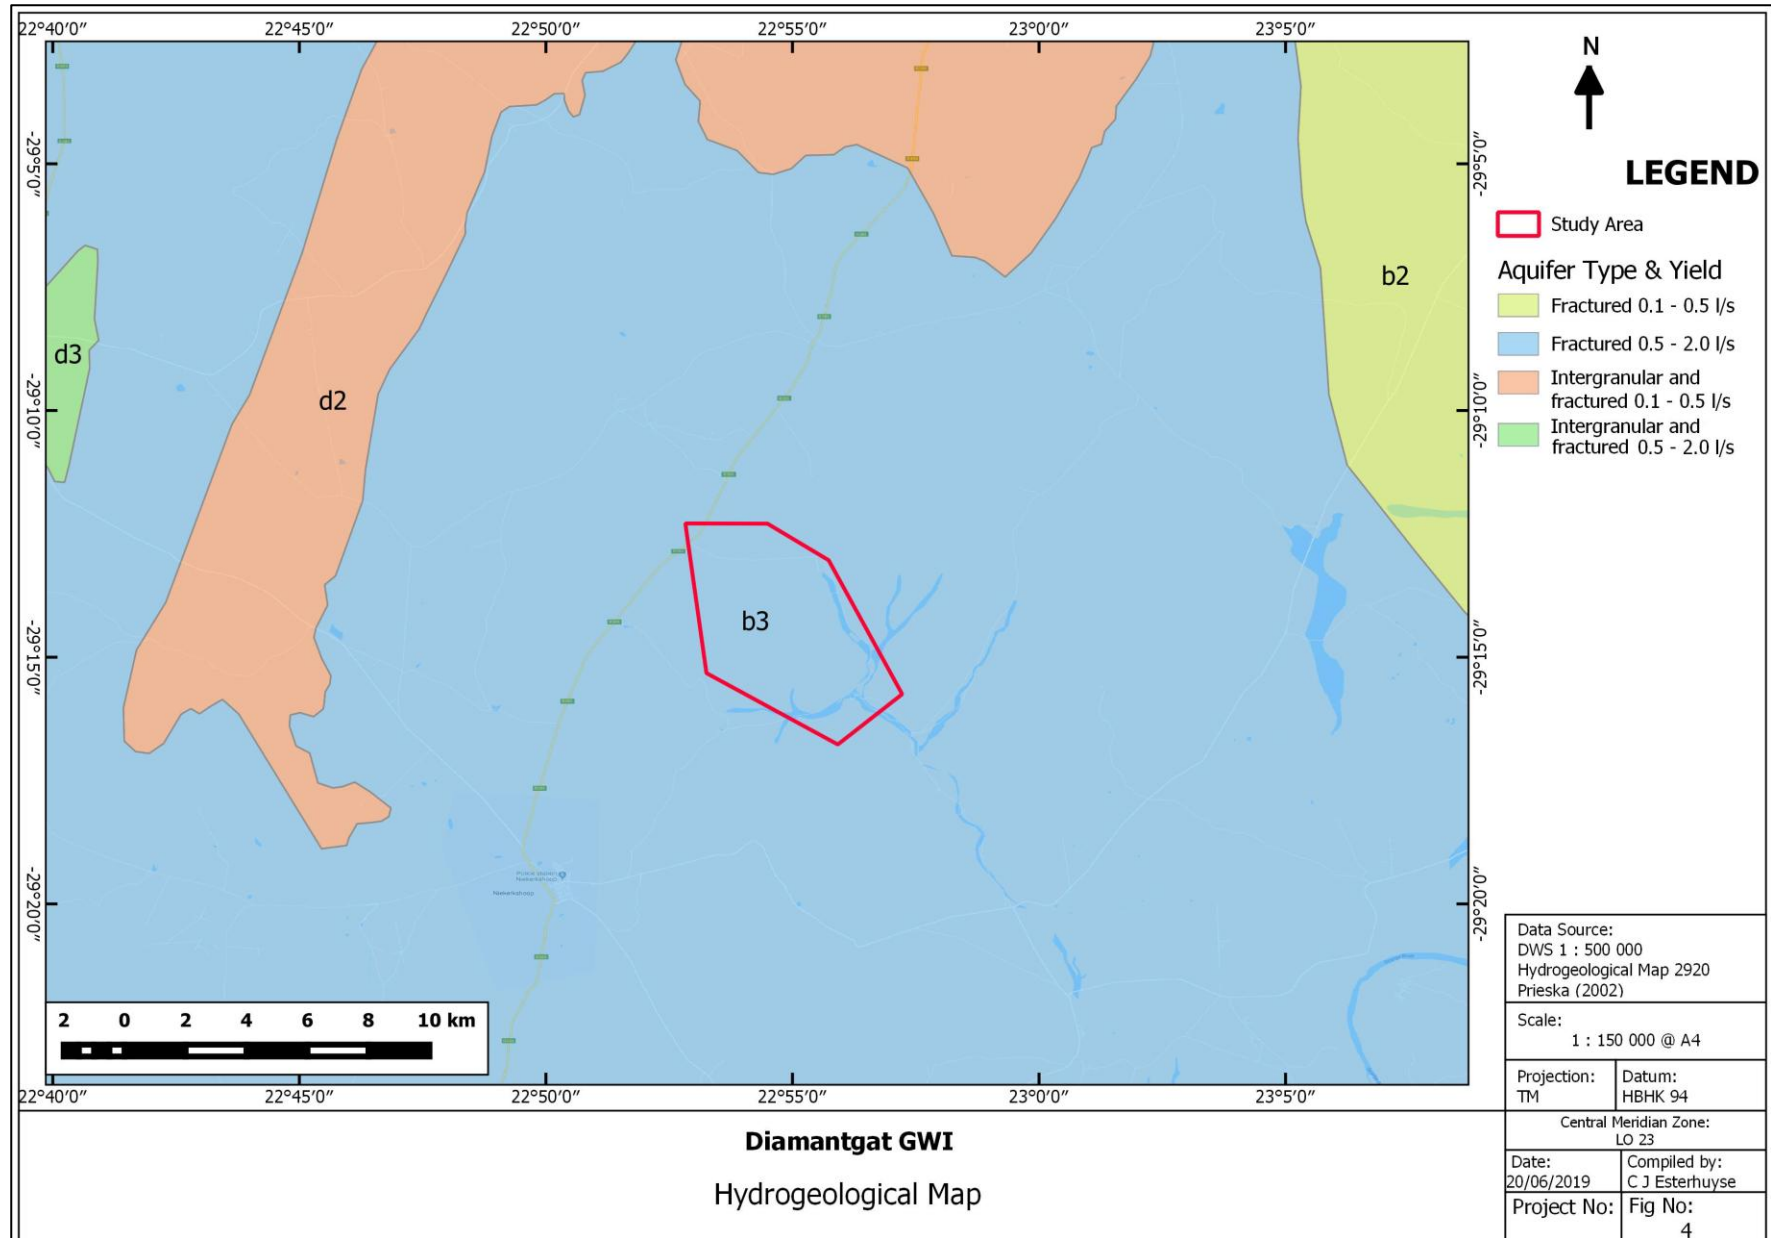 22°40′0″ 22°45′0″ 22°50′0″ 22°55′0″ 23°0′0″ 23°5′0″
-29°5′0″ -29°5′0″
-29°10′0″ -29°10′0″
-29°15′0″ -29°15′0″
-29°20′0″ -29°20′0″
b2
d3
d2
b3
2 0 2 4 6 8 10 km
22°40′0″ 22°45′0″ 22°50′0″ 22°55′0″ 23°0′0″ 23°5′0″
N
LEGEND
Study Area
Aquifer Type & Yield
Fractured 0.1 - 0.5 l/s
Fractured 0.5 - 2.0 l/s
Intergranular and
fractured 0.1 - 0.5 l/s
Intergranular and
fractured 0.5 - 2.0 l/s
Data Source:
DWS 1 : 500 000
Hydrogeological Map 2920
Prieska (2002)
Scale:
1 : 150 000 @ A4
Projection:
TM
Datum:
HBHK 94
Central Meridian Zone:
LO 23
Date:
20/06/2019
Compiled by:
C J Esterhuyse
Project No:
Fig No:
4
Diamantgat GWI
Hydrogeological Map